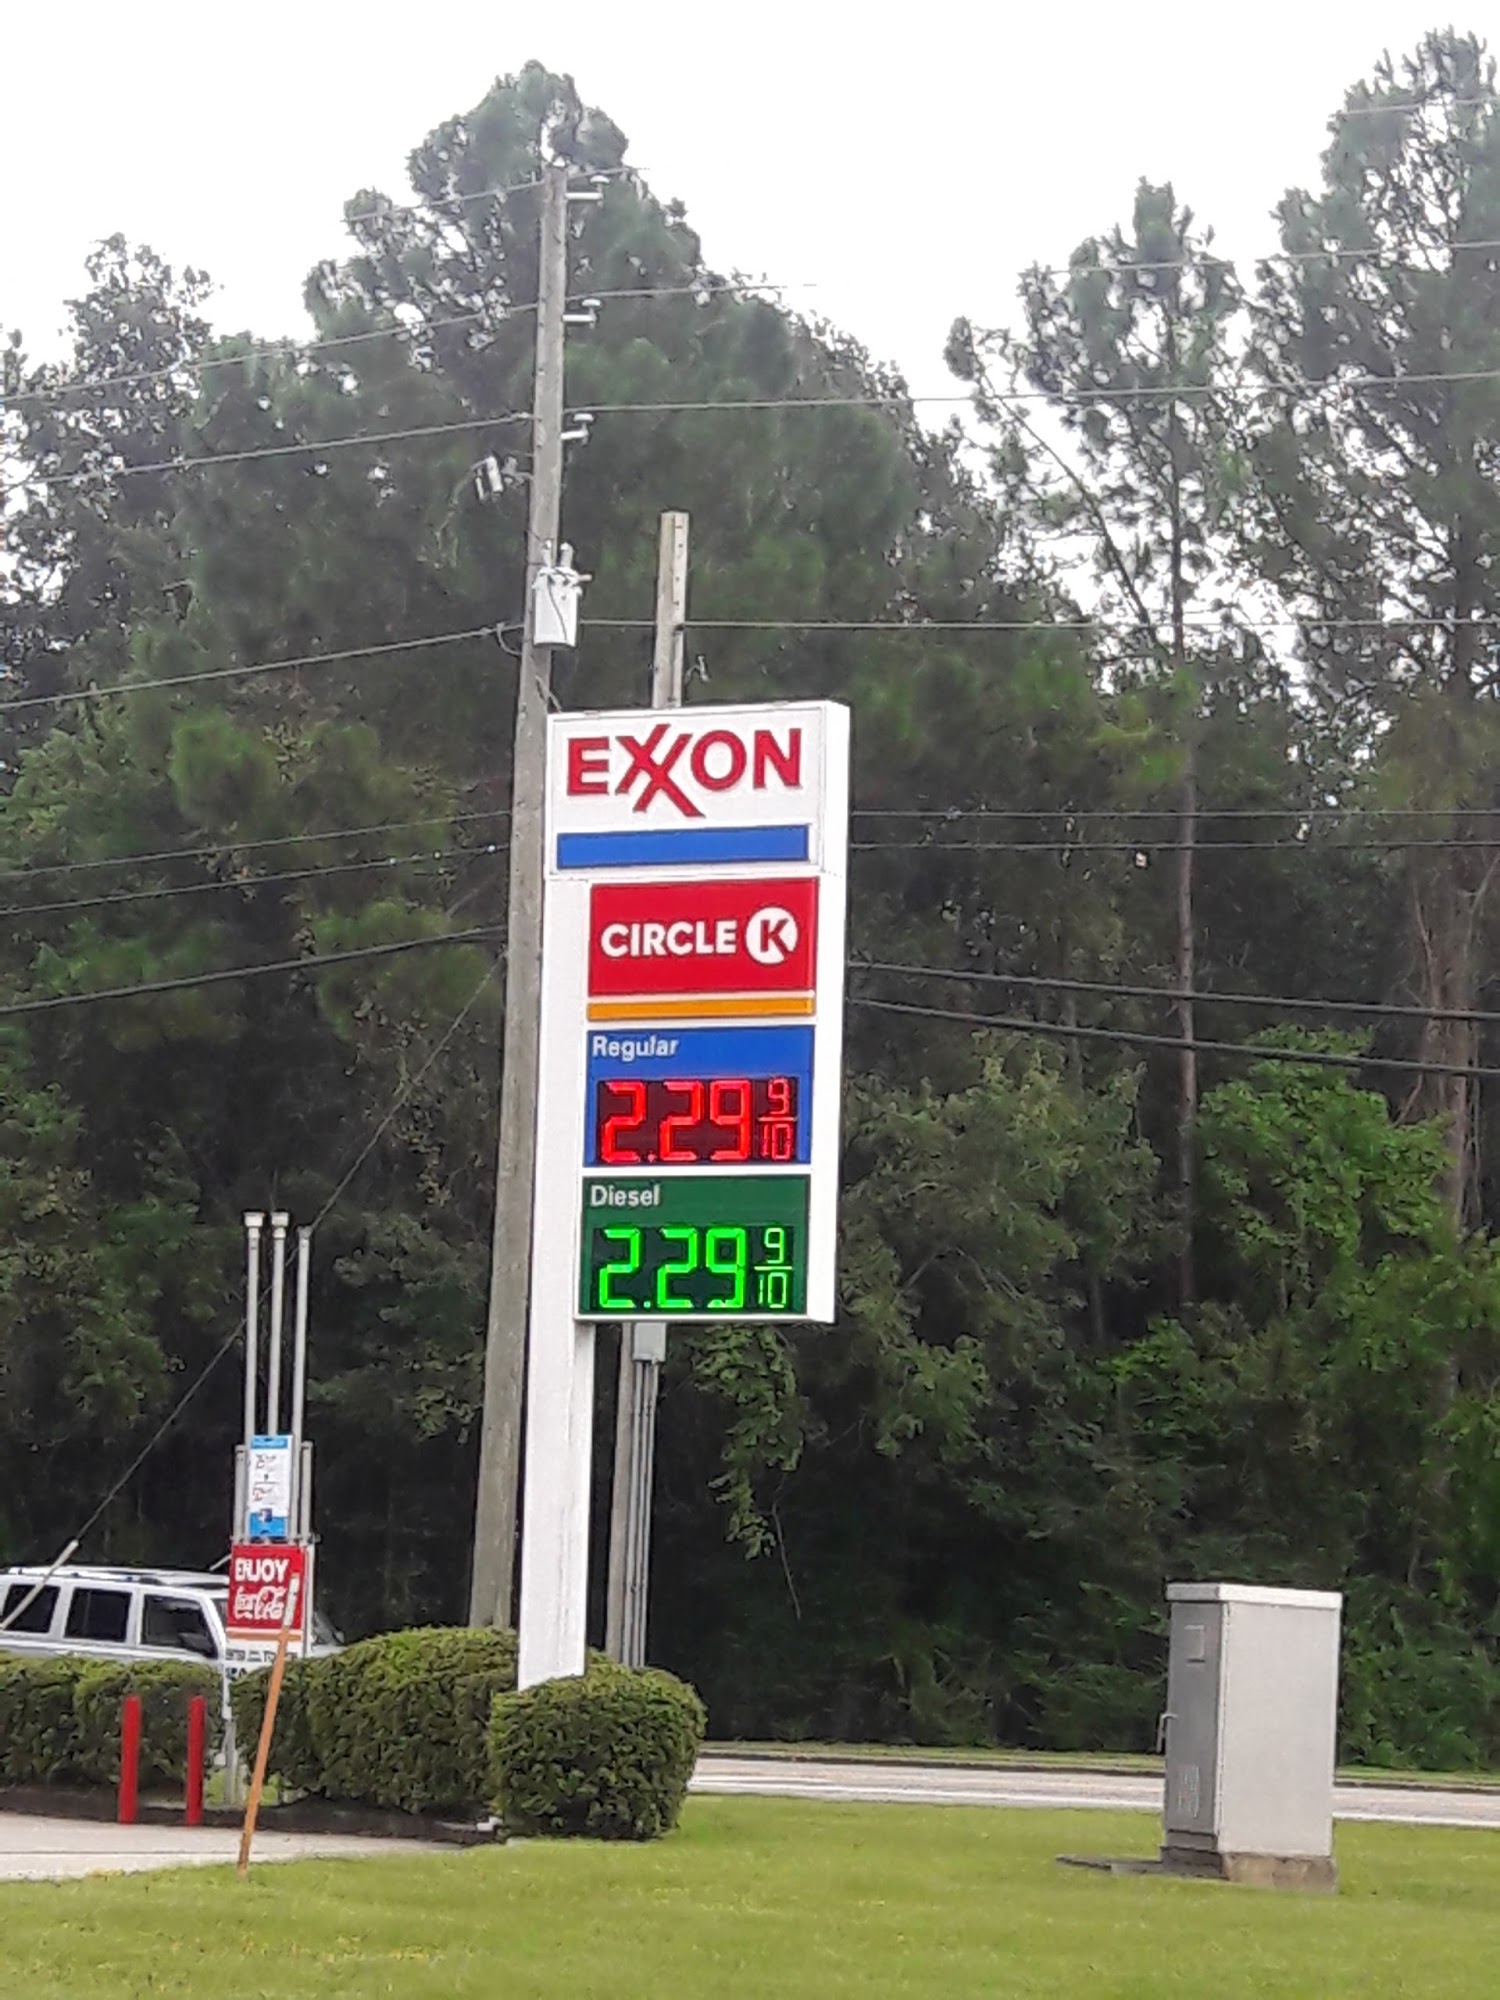 EXXON
CIRCLE K
Regular
2.29 9/10
Diesel
2.29 9/10
ENJOY
Coca-Cola